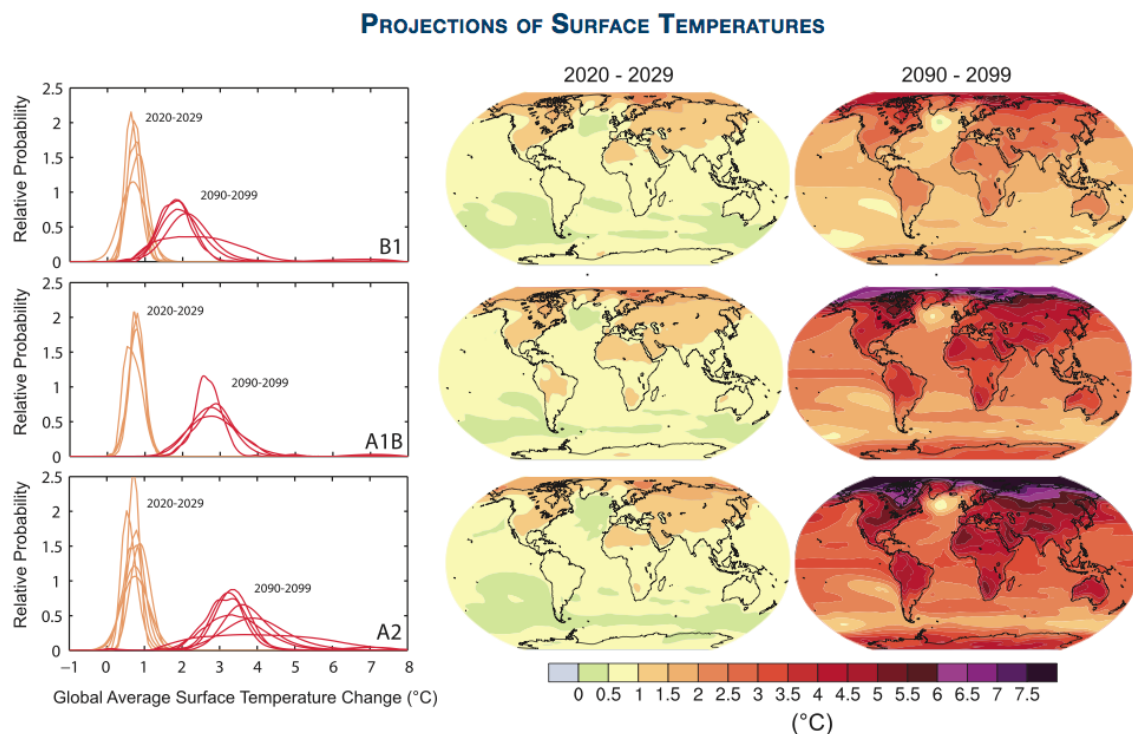 PROJECTIONS OF SURFACE TEMPERATURES
2020 - 2029
2090 - 2099
Relative Probability
2.5
2
1.5
1
0.5
0
2020-2029
2090-2099
B1
Relative Probability
2.5
2
1.5
1
0.5
0
2020-2029
2090-2099
A1B
Relative Probability
2.5
2
1.5
1
0.5
0
2020-2029
2090-2099
A2
−1 0 1 2 3 4 5 6 7 8
Global Average Surface Temperature Change (°C)
0 0.5 1 1.5 2 2.5 3 3.5 4 4.5 5 5.5 6 6.5 7 7.5
(°C)